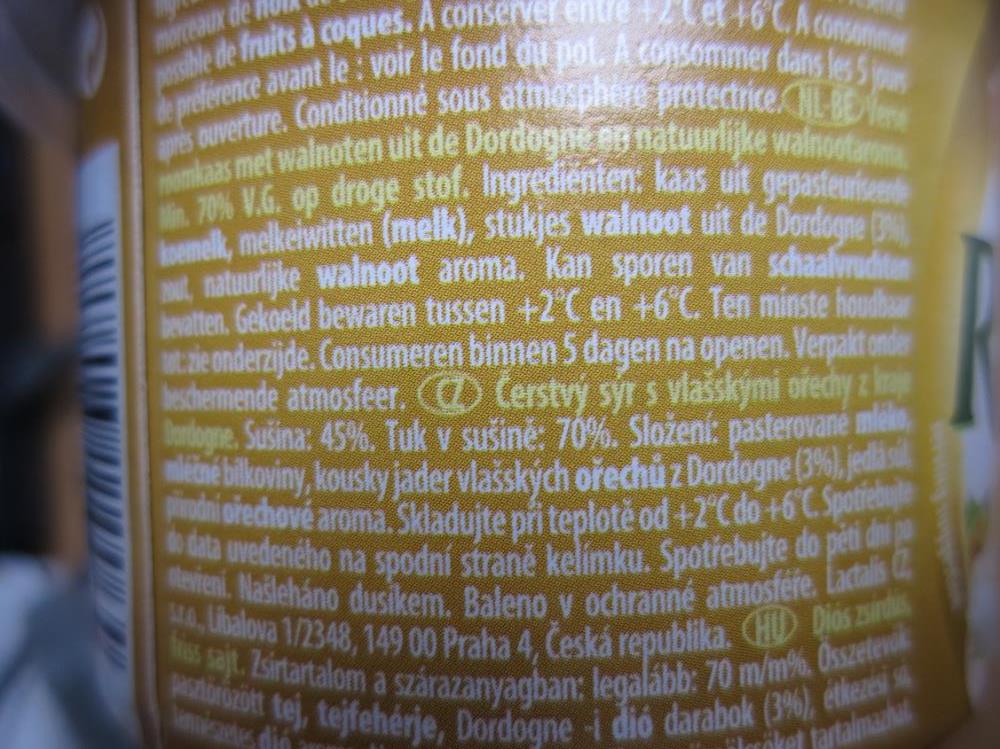 morceaux de noix
possible de fruits à coques. A conserver entre +2°C et +6°C. A consommer
de préférence avant le : voir le fond du pot. A consommer dans les 5 jours
après ouverture. Conditionné sous atmosphère protectrice. NL-BE Verse
roomkaas met walnoten uit de Dordogne en natuurlijke walnootaroma.
Min. 70% V.G. op droge stof. Ingrediënten: kaas uit gepasteuriseerde
koemelk, melkeiwitten (melk), stukjes walnoot uit de Dordogne (3%),
zout, natuurlijke walnoot aroma. Kan sporen van schaalvruchten
bevatten. Gekoeld bewaren tussen +2°C en +6°C. Ten minste houdbaar
tot: zie onderzijde. Consumeren binnen 5 dagen na openen. Verpakt onder
beschermende atmosfeer. CZ Čerstvý sýr s vlašskými ořechy z kraje
Dordogne. Sušina: 45%. Tuk v sušině: 70%. Složení: pasterované mléko,
mléčné bílkoviny, kousky jader vlašských ořechů z Dordogne (3%), jedlá sůl,
přírodní ořechové aroma. Skladujte při teplotě od +2°C do +6°C. Spotřebujte
do data uvedeného na spodní straně kelímku. Spotřebujte do pěti dní po
otevření. Našleháno dusíkem. Baleno v ochranné atmosféře. Lactalis CZ,
s.r.o., Líbalova 1/2348, 149 00 Praha 4, Česká republika. HU Diós zsírdús
friss sajt. Zsírtartalom a szárazanyagban: legalább: 70 m/m%. Összetevők:
pasztőrözött tej, tejfehérje, Dordogne -i dió darabok (3%), étkezési só,
természetes dió
R